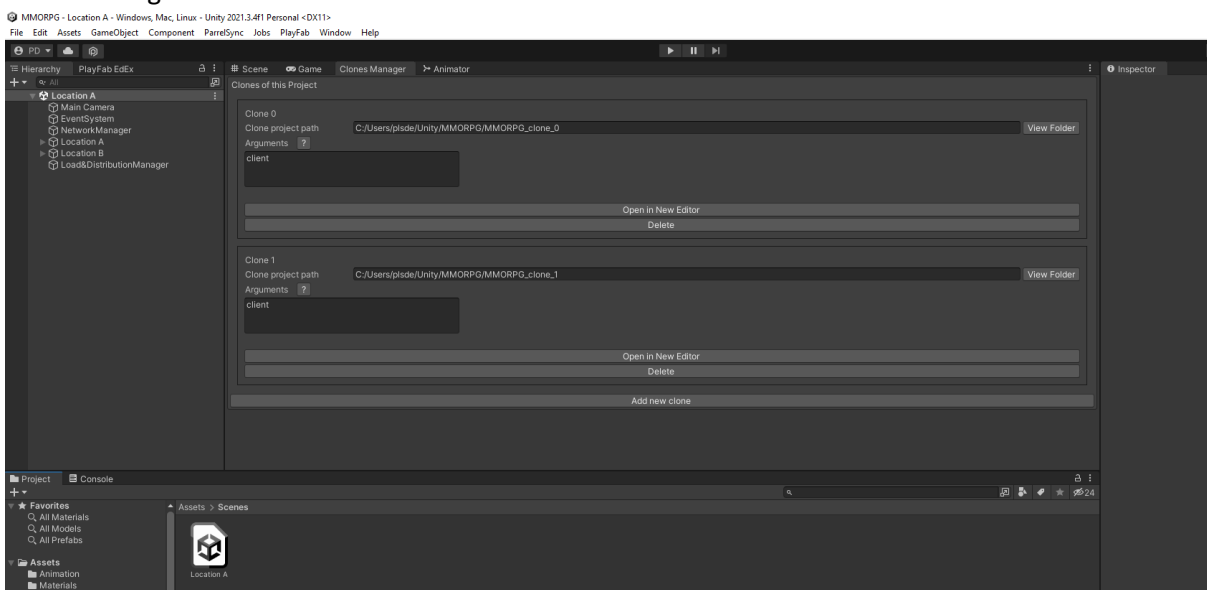 MMORPG - Location A - Windows, Mac, Linux - Unity 2021.3.4f1 Personal <DX11>
File Edit Assets GameObject Component ParrelSync Jobs PlayFab Window Help
PD
Hierarchy PlayFab EdEx
Scene Game Clones Manager Animator
Inspector
All
Clones of this Project
Location A
Main Camera
EventSystem
NetworkManager
Location A
Location B
Load&DistributionManager
Clone 0
Clone project path C:/Users/plsde/Unity/MMORPG/MMORPG_clone_0 View Folder
Arguments ?
client
Open in New Editor
Delete
Clone 1
Clone project path C:/Users/plsde/Unity/MMORPG/MMORPG_clone_1 View Folder
Arguments ?
client
Open in New Editor
Delete
Add new clone
Project Console
24
Favorites
All Materials
All Models
All Prefabs
Assets
Animation
Materials
Assets > Scenes
Location A